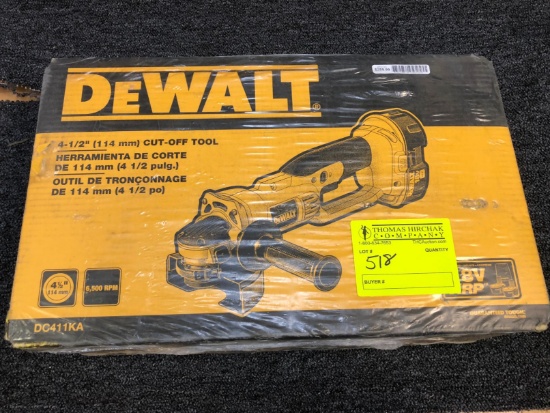 DEWALT®
4-1/2" (114 mm) CUT-OFF TOOL
HERRAMIENTA DE CORTE
DE 114 mm (4 1/2 pulg.)
OUTIL DE TRONÇONNAGE
DE 114 mm (4 1/2 po)
DEWALT
THOMAS HIRCHAK
C•O•M•P•A•N•Y
LOT #
QUANTITY
518
BUYER #
4½"
114 mm
6,500 RPM
DC411KA